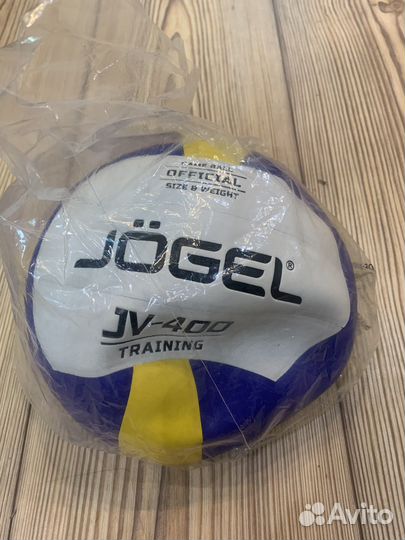 GAME BALL
OFFICIAL
SIZE & WEIGHT
JÖGEL®
JV-400
TRAINING
Avito